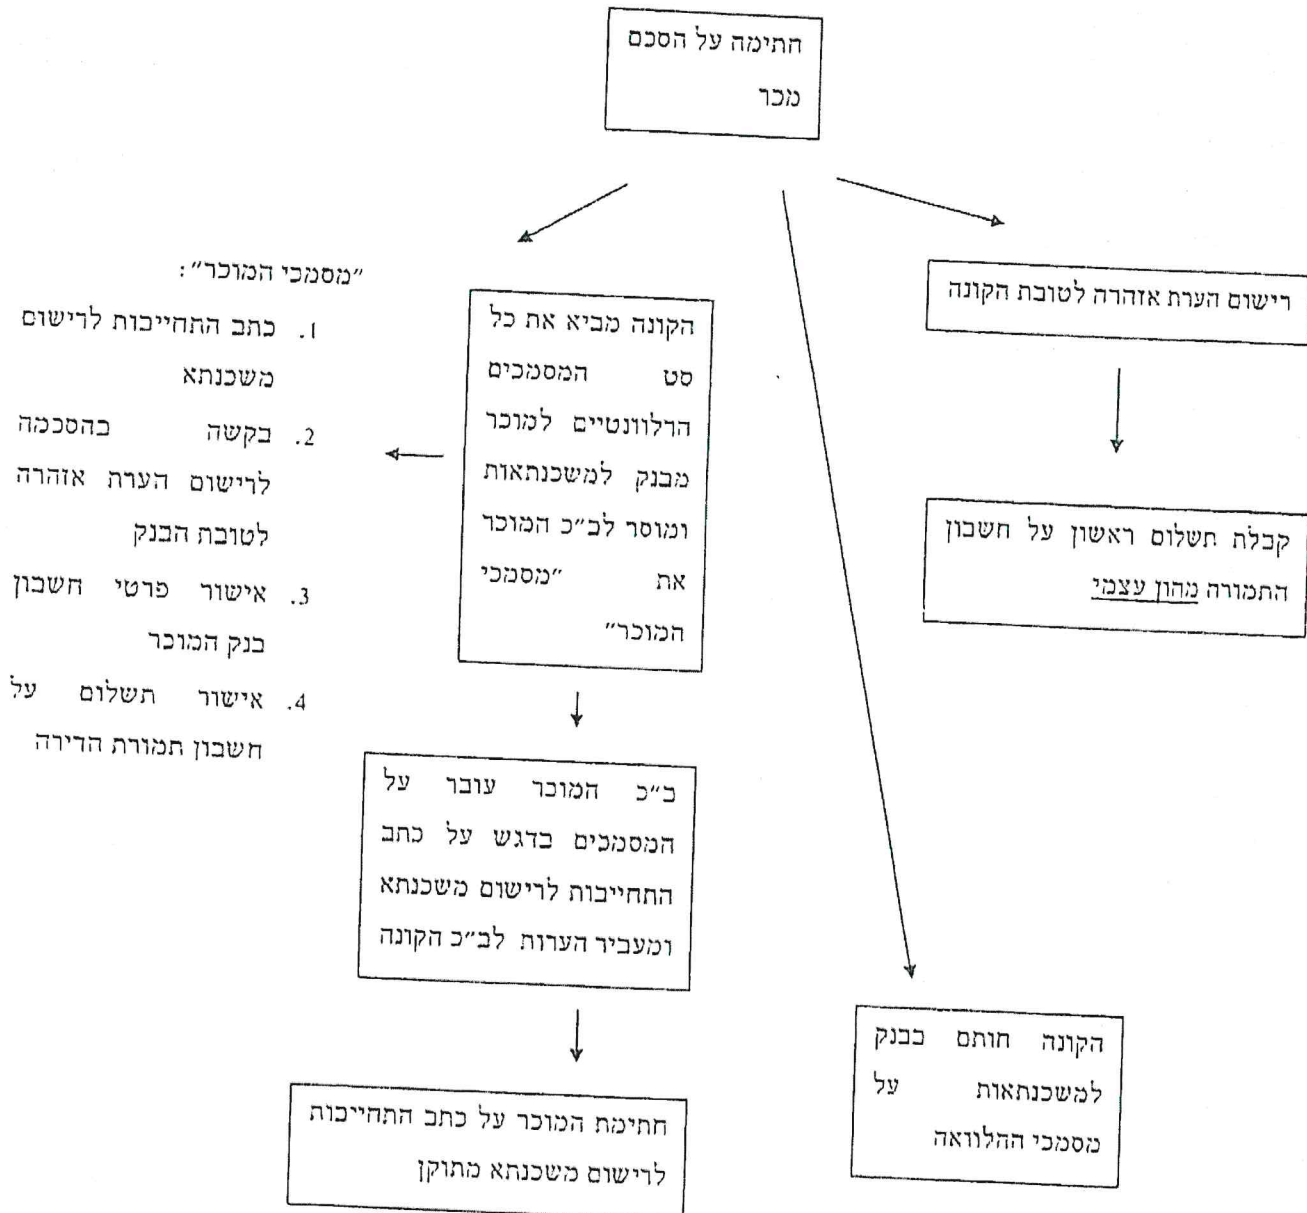 חתימה על הסכם
מכר
רישום הערת אזהרה לטובת הקונה
קבלת תשלום ראשון על חשבון
התמורה מהון עצמי
הקונה חותם בבנק
למשכנתאות על
מסמכי ההלוואה
הקונה מביא את כל
סט המסמכים
הרלוונטיים למוכר
מבנק למשכנתאות
ומוסר לב"כ המוכר
את "מסמכי
המוכר"
"מסמכי המוכר":
1. כתב התחייבות לרישום
משכנתא
2. בקשה בהסכמה
לרישום הערת אזהרה
לטובת הבנק
3. אישור פרטי חשבון
בנק המוכר
4. אישור תשלום על
חשבון תמורת הדירה
ב"כ המוכר עובר על
המסמכים בדגש על כתב
התחייבות לרישום משכנתא
ומעביר הערות לב"כ הקונה
חתימת המוכר על כתב התחייבות
לרישום משכנתא מתוקן